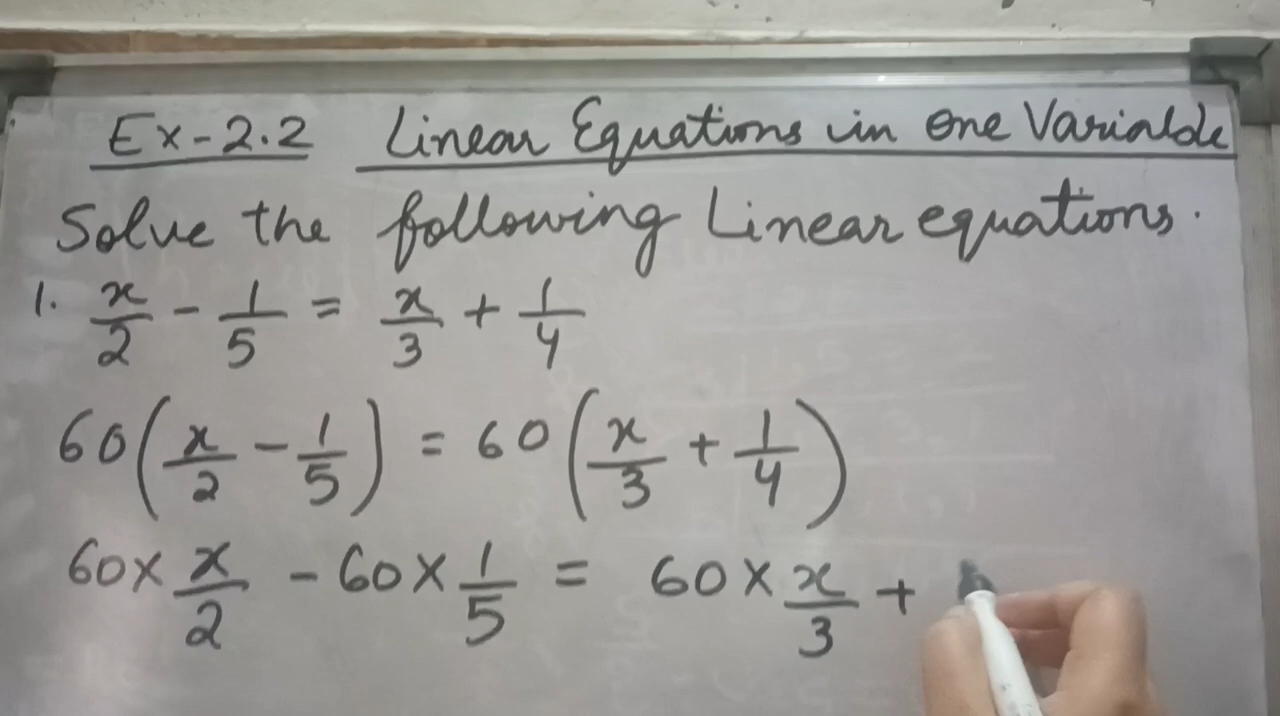 Ex-2.2 Linear Equations in One Variable
Solve the following Linear equations.
1. x/2 - 1/5 = x/3 + 1/4
60(x/2 - 1/5) = 60(x/3 + 1/4)
60 × x/2 - 60 × 1/5 = 60 × x/3 +